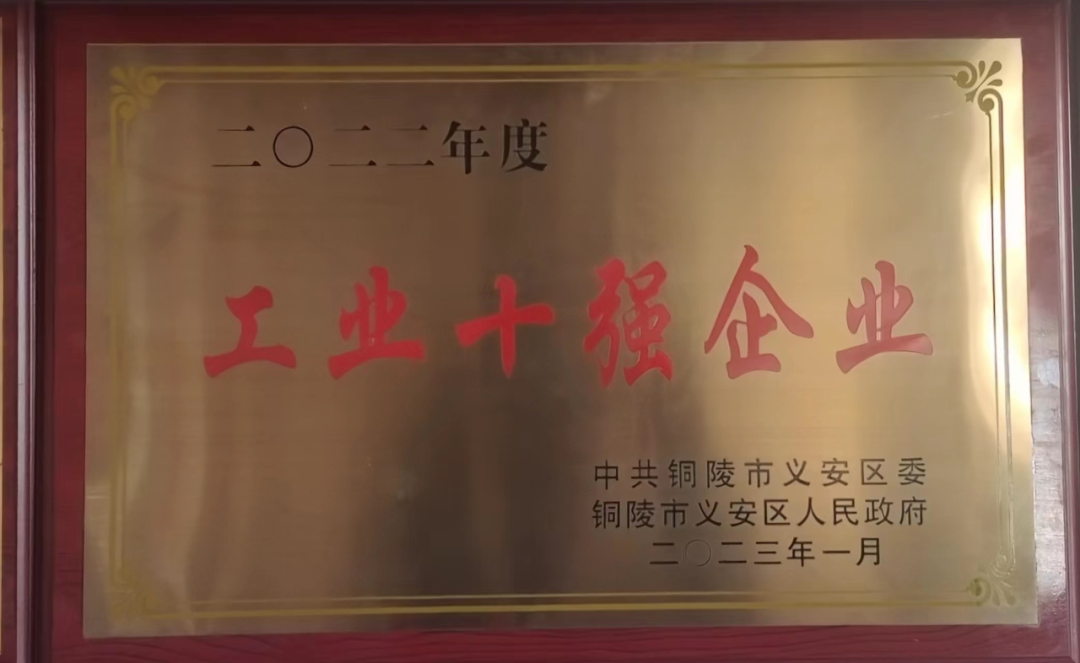 二〇二二年度
工业十强企业
中共铜陵市义安区委
铜陵市义安区人民政府
二〇二三年一月